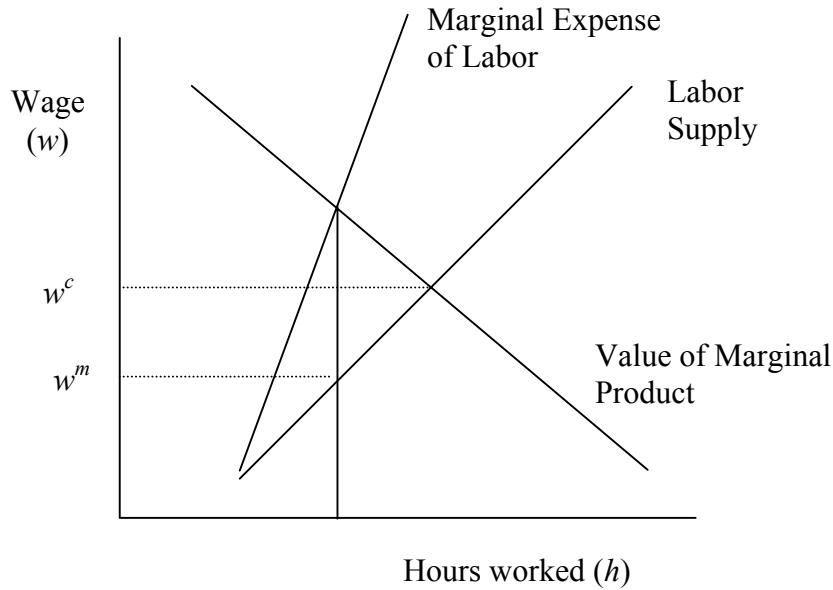 Marginal Expense
of Labor
Wage
(w)
Labor
Supply
w^c
w^m
Value of Marginal
Product
Hours worked (h)